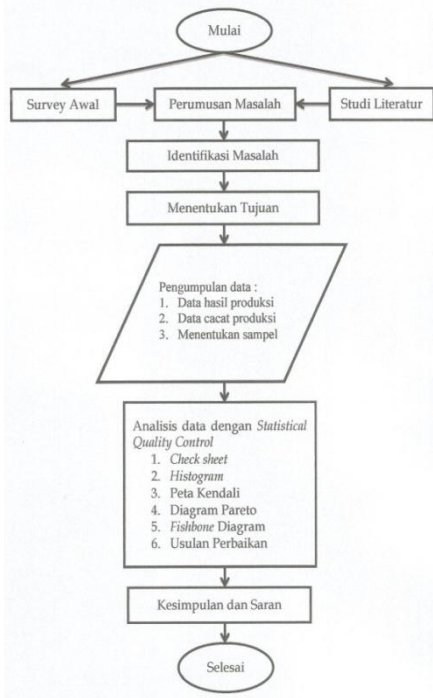 Mulai
Survey Awal
Perumusan Masalah
Studi Literatur
Identifikasi Masalah
Menentukan Tujuan
Pengumpulan data :
1. Data hasil produksi
2. Data cacat produksi
3. Menentukan sampel
Analisis data dengan Statistical
Quality Control
1. Check sheet
2. Histogram
3. Peta Kendali
4. Diagram Pareto
5. Fishbone Diagram
6. Usulan Perbaikan
Kesimpulan dan Saran
Selesai